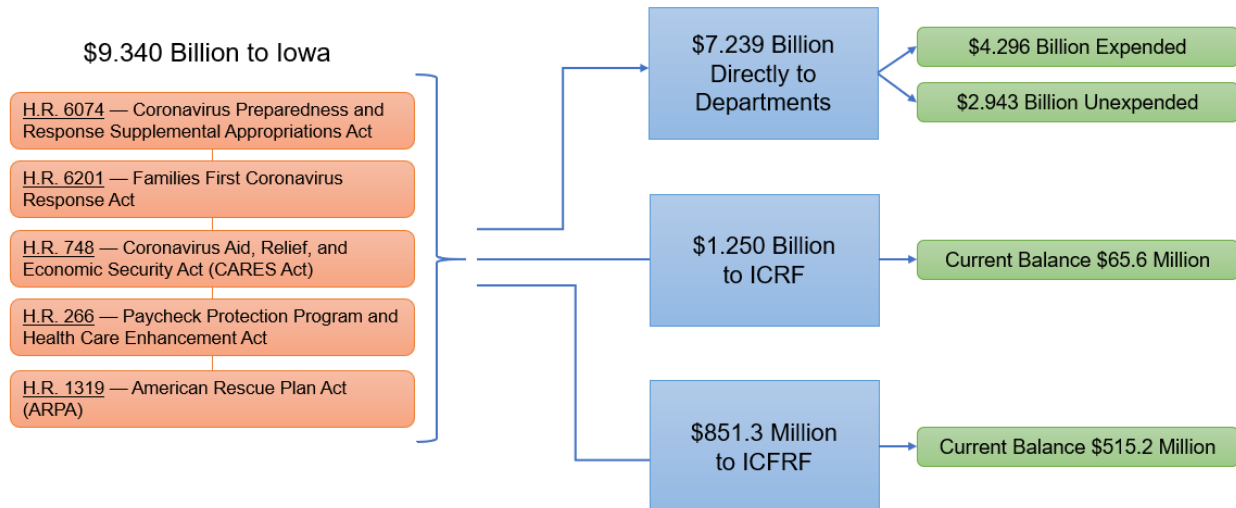 $9.340 Billion to Iowa
H.R. 6074 — Coronavirus Preparedness and
Response Supplemental Appropriations Act
H.R. 6201 — Families First Coronavirus
Response Act
H.R. 748 — Coronavirus Aid, Relief, and
Economic Security Act (CARES Act)
H.R. 266 — Paycheck Protection Program and
Health Care Enhancement Act
H.R. 1319 — American Rescue Plan Act
(ARPA)
$7.239 Billion
Directly to
Departments
$4.296 Billion Expended
$2.943 Billion Unexpended
$1.250 Billion
to ICRF
Current Balance $65.6 Million
$851.3 Million
to ICFRF
Current Balance $515.2 Million